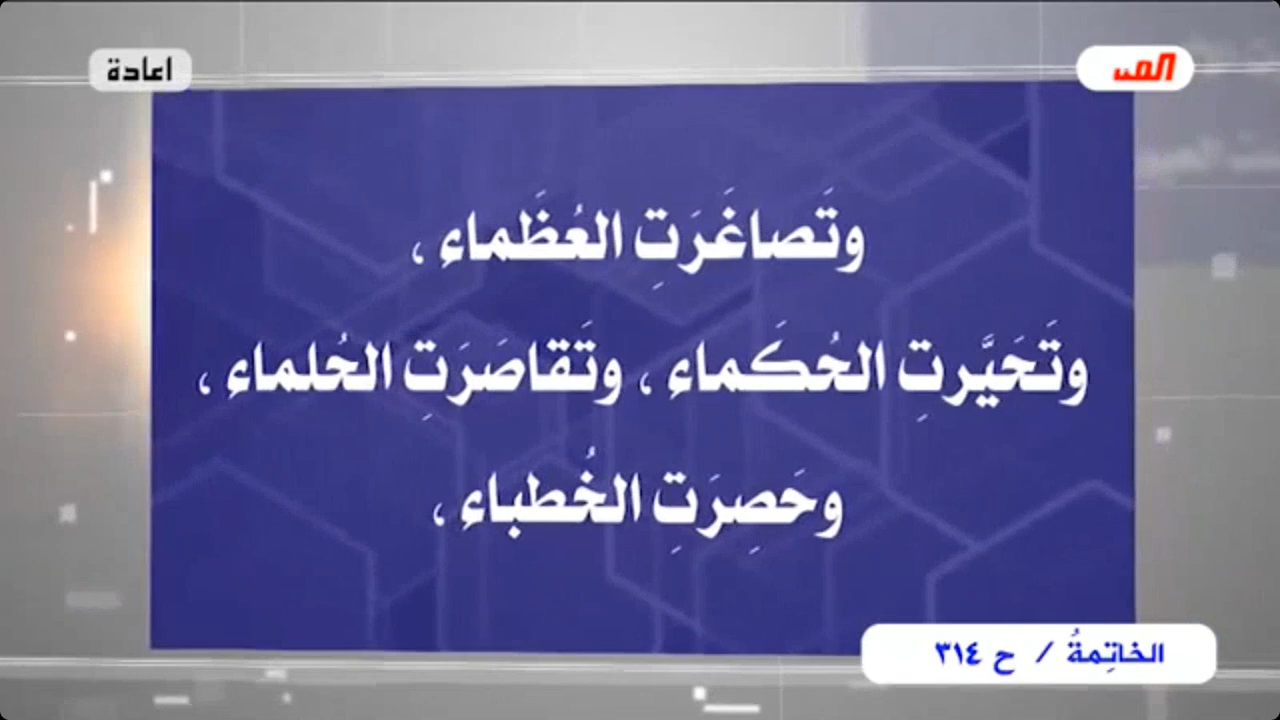 اعادة
وتَصاغَرَتِ العُظَماءِ ،
وتَحَيَّرتِ الحُكَماءِ ، وتَقاصَرَتِ الحُلماءِ ،
وحَصِرَتِ الخُطباءِ ،
الخاتِمةُ / ح ٣١٤